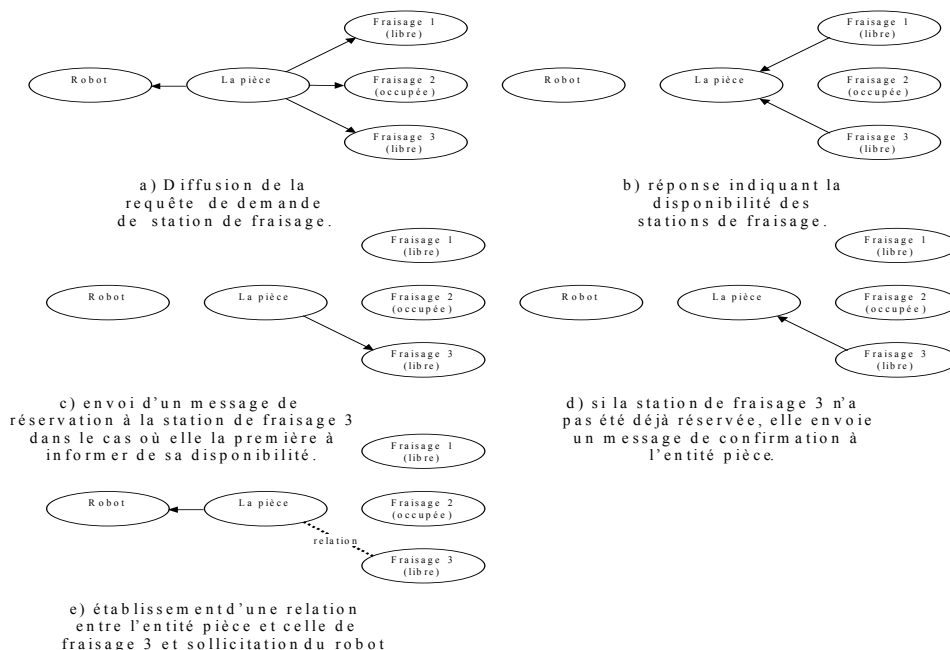 Fraisage 1
(libre)
Robot
La pièce
Fraisage 2
(occupée)
Fraisage 3
(libre)
a) Diffusion de la
requête de demande
de station de fraisage.
Fraisage 1
(libre)
Robot
La pièce
Fraisage 2
(occupée)
Fraisage 3
(libre)
b) réponse indiquant la
disponibilité des
stations de fraisage.
Fraisage 1
(libre)
Robot
La pièce
Fraisage 2
(occupée)
Fraisage 3
(libre)
c) envoi d'un message de
réservation à la station de fraisage 3
dans le cas où elle la première à
informer de sa disponibilité.
Fraisage 1
(libre)
Robot
La pièce
Fraisage 2
(occupée)
Fraisage 3
(libre)
d) si la station de fraisage 3 n'a
pas été déjà réservée, elle envoie
un message de confirmation à
l'entité pièce.
Fraisage 1
(libre)
Robot
La pièce
Fraisage 2
(occupée)
relation
Fraisage 3
(libre)
e) établissement d'une relation
entre l'entité pièce et celle de
fraisage 3 et sollicitation du robot